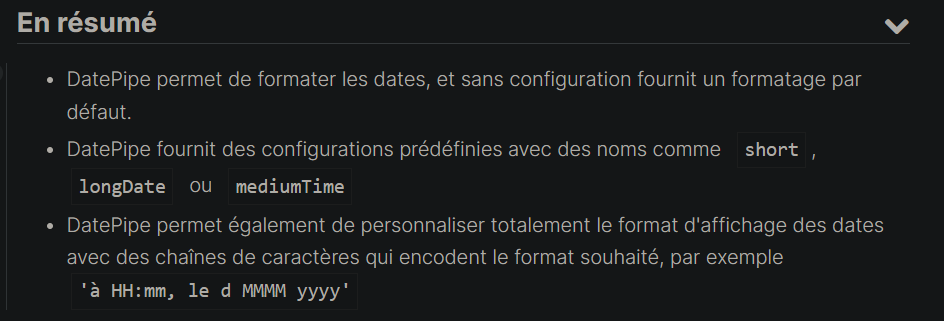 En résumé
• DatePipe permet de formater les dates, et sans configuration fournit un formatage par
défaut.
• DatePipe fournit des configurations prédéfinies avec des noms comme short ,
longDate ou mediumTime
• DatePipe permet également de personnaliser totalement le format d'affichage des dates
avec des chaînes de caractères qui encodent le format souhaité, par exemple
'à HH:mm, le d MMMM yyyy'